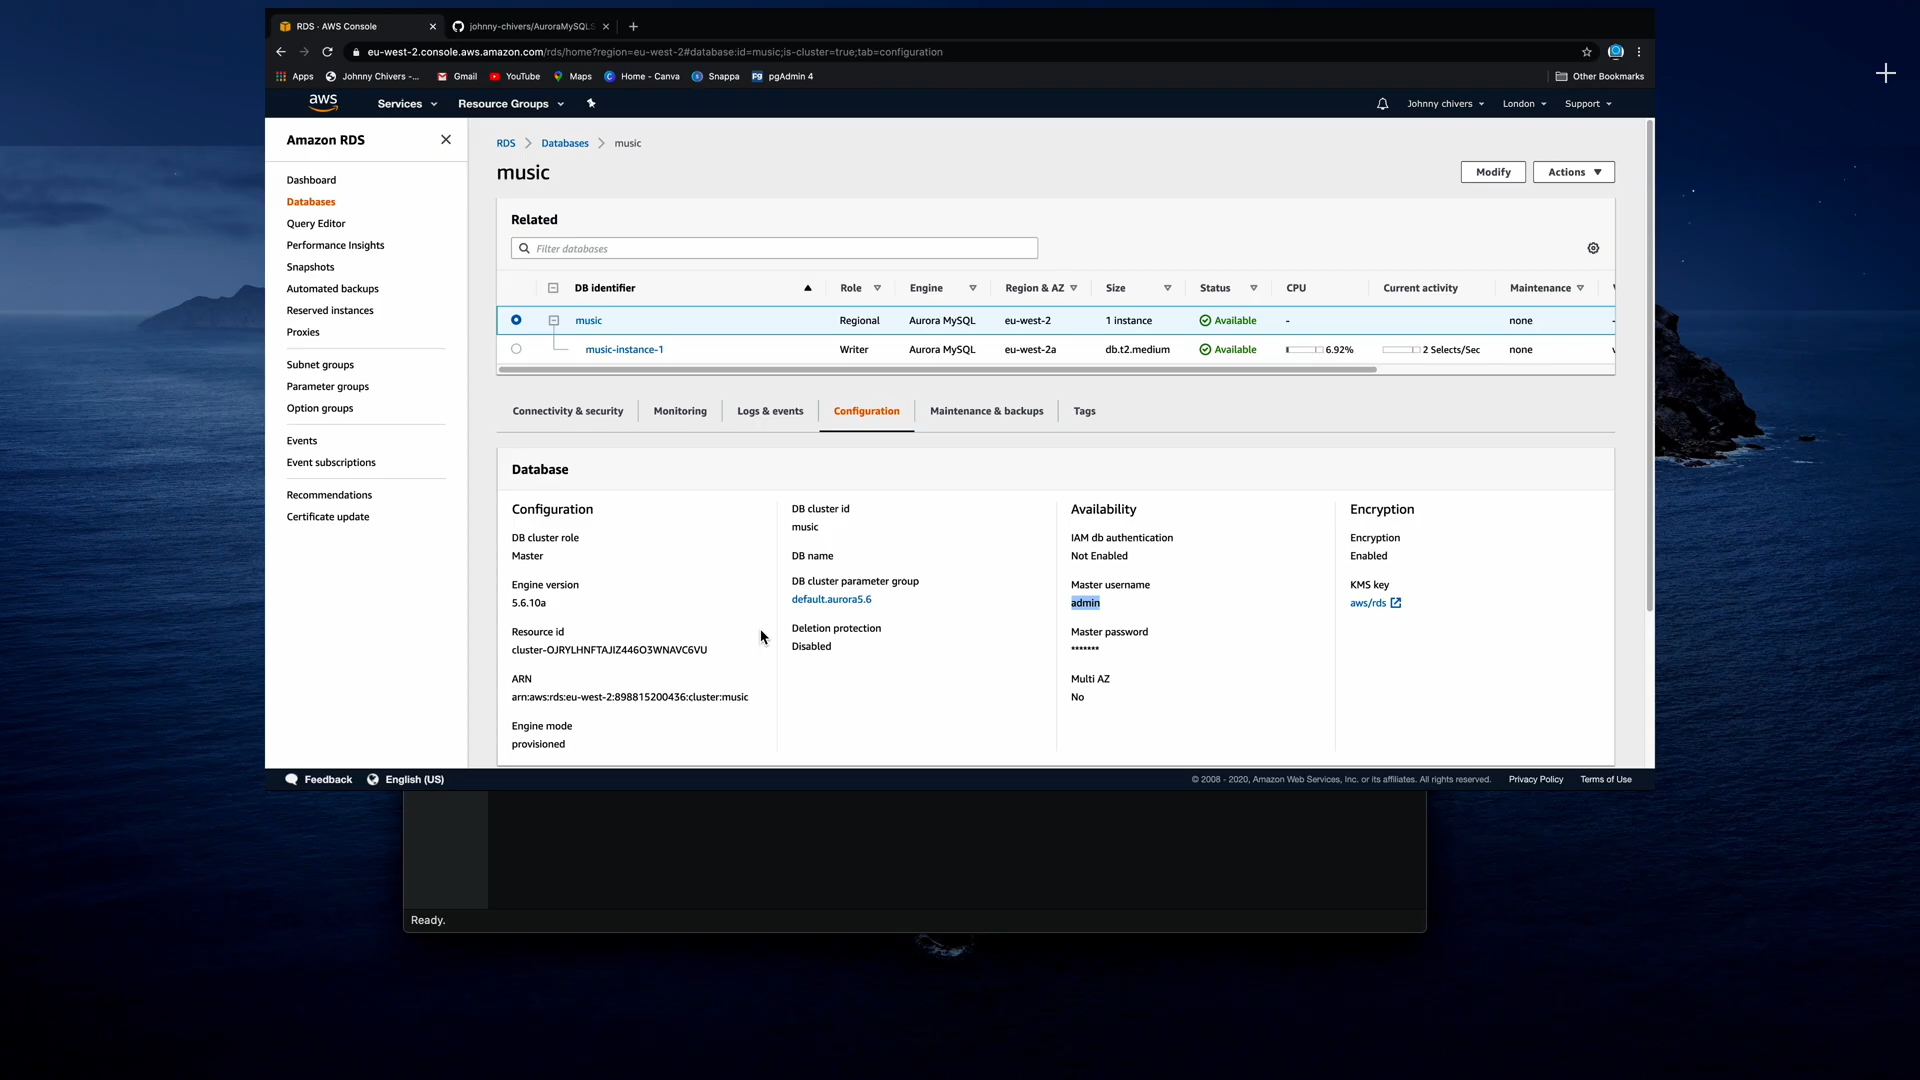 RDS · AWS Console
johnny-chivers/AuroraMySQLS
eu-west-2.console.aws.amazon.com/rds/home?region=eu-west-2#database:id=music;is-cluster=true;tab=configuration
Apps
Johnny Chivers -...
Gmail
YouTube
Maps
Home - Canva
Snappa
pgAdmin 4
Other Bookmarks
aws
Services
Resource Groups
Johnny chivers
London
Support
Amazon RDS
Dashboard
Databases
Query Editor
Performance Insights
Snapshots
Automated backups
Reserved instances
Proxies
Subnet groups
Parameter groups
Option groups
Events
Event subscriptions
Recommendations
Certificate update
RDS > Databases > music
music
Modify
Actions
Related
Filter databases
DB identifier Role Engine Region & AZ Size Status CPU Current activity Maintenance
music Regional Aurora MySQL eu-west-2 1 instance Available - none -
music-instance-1 Writer Aurora MySQL eu-west-2a db.t2.medium Available 6.92% 2 Selects/Sec none
Connectivity & security
Monitoring
Logs & events
Configuration
Maintenance & backups
Tags
Database
Configuration
DB cluster role
Master
Engine version
5.6.10a
Resource id
cluster-OJRYLHNFTAJIZ446O3WNAVC6VU
ARN
arn:aws:rds:eu-west-2:898815200436:cluster:music
Engine mode
provisioned
DB cluster id
music
DB name
DB cluster parameter group
default.aurora5.6
Deletion protection
Disabled
Availability
IAM db authentication
Not Enabled
Master username
admin
Master password
*******
Multi AZ
No
Encryption
Encryption
Enabled
KMS key
aws/rds
Feedback
English (US)
© 2008 - 2020, Amazon Web Services, Inc. or its affiliates. All rights reserved.
Privacy Policy
Terms of Use
Ready.